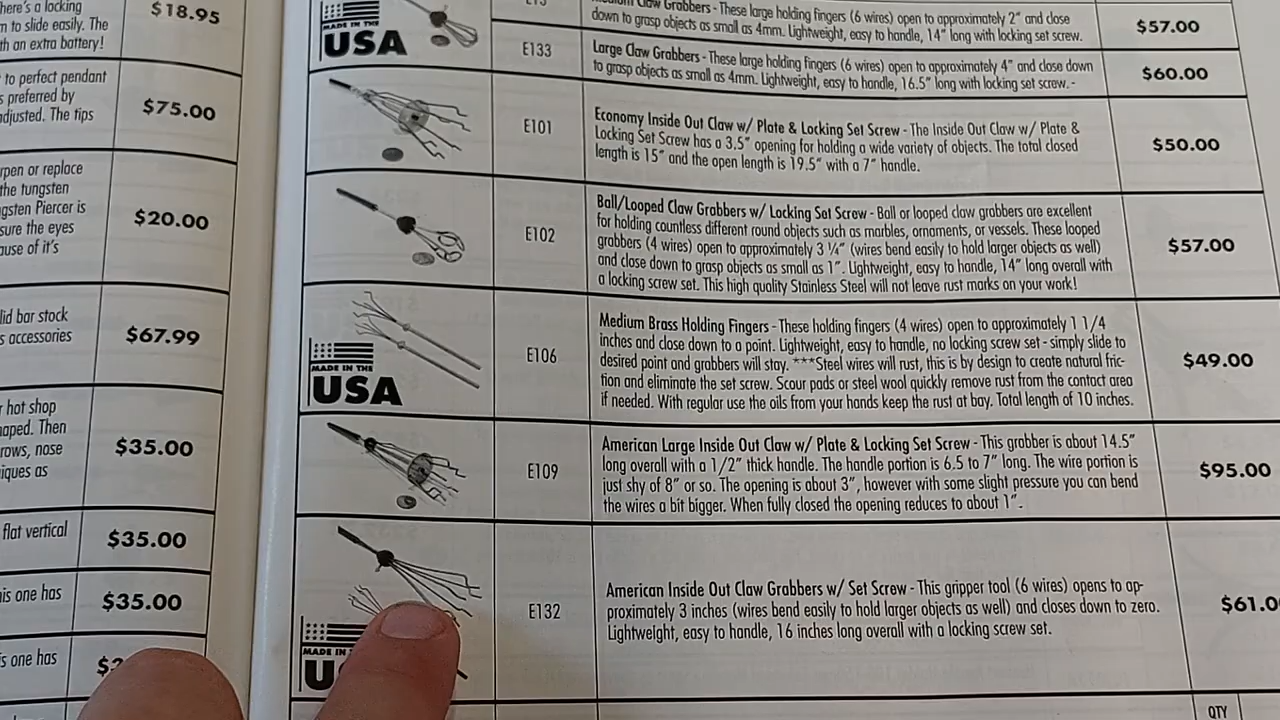 here's a locking
to slide easily. The
th an extra battery!
$18.95
to perfect pendant
s preferred by
adjusted. The tips
$75.00
rpen or replace
the tungsten
gsten Piercer is
sure the eyes
ause of it's
$20.00
lid bar stock
s accessories
$67.99
r hot shop
haped. Then
rows, nose
niques as
$35.00
flat vertical
$35.00
his one has
$35.00
is one has
MADE IN THE
USA
Claw Grabbers - These large holding fingers (6 wires) open to approximately 2" and close
down to grasp objects as small as 4mm. Lightweight, easy to handle, 14" long with locking set screw.
$57.00
E133
Large Claw Grabbers - These large holding fingers (6 wires) open to approximately 4" and close down
to grasp objects as small as 4mm. Lightweight, easy to handle, 16.5" long with locking set screw.-
$60.00
E101
Economy Inside Out Claw w/ Plate & Locking Set Screw - The Inside Out Claw w/ Plate &
Locking Set Screw has a 3.5" opening for holding a wide variety of objects. The total closed
length is 15" and the open length is 19.5" with a 7" handle.
$50.00
E102
Ball/Looped Claw Grabbers w/ Locking Set Screw - Ball or looped claw grabbers are excellent
for holding countless different round objects such as marbles, ornaments, or vessels. These looped
grabbers (4 wires) open to approximately 3 ¼" (wires bend easily to hold larger objects as well)
and close down to grasp objects as small as 1". Lightweight, easy to handle, 14" long overall with
a locking screw set. This high quality Stainless Steel will not leave rust marks on your work!
$57.00
MADE IN THE
USA
E106
Medium Brass Holding Fingers - These holding fingers (4 wires) open to approximately 1 1/4
inches and close down to a point. Lightweight, easy to handle, no locking screw set - simply slide to
desired point and grabbers will stay. ***Steel wires will rust, this is by design to create natural fric-
tion and eliminate the set screw. Scour pads or steel wool quickly remove rust from the contact area
if needed. With regular use the oils from your hands keep the rust at bay. Total length of 10 inches.
$49.00
E109
American Large Inside Out Claw w/ Plate & Locking Set Screw - This grabber is about 14.5"
long overall with a 1/2" thick handle. The handle portion is 6.5 to 7" long. The wire portion is
just shy of 8" or so. The opening is about 3", however with some slight pressure you can bend
the wires a bit bigger. When fully closed the opening reduces to about 1".
$95.00
MADE IN
U
E132
American Inside Out Claw Grabbers w/ Set Screw - This gripper tool (6 wires) opens to ap-
proximately 3 inches (wires bend easily to hold larger objects as well) and closes down to zero.
Lightweight, easy to handle, 16 inches long overall with a locking screw set.
$61.0
QTY